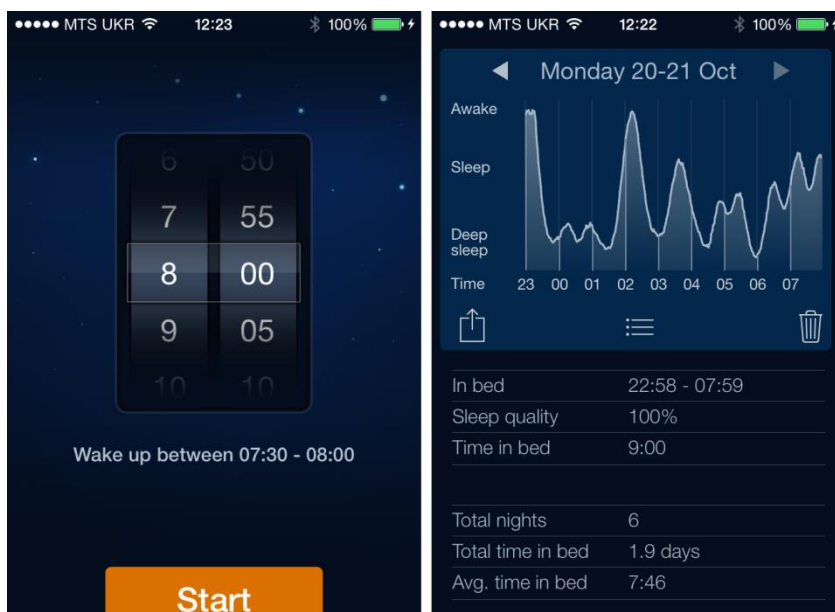 MTS UKR 12:23 100%
6 50
7 55
8 00
9 05
10 10
Wake up between 07:30 - 08:00
Start
MTS UKR 12:22 100%
Monday 20-21 Oct
Awake
Sleep
Deep
sleep
Time 23 00 01 02 03 04 05 06 07
In bed 22:58 - 07:59
Sleep quality 100%
Time in bed 9:00
Total nights 6
Total time in bed 1.9 days
Avg. time in bed 7:46